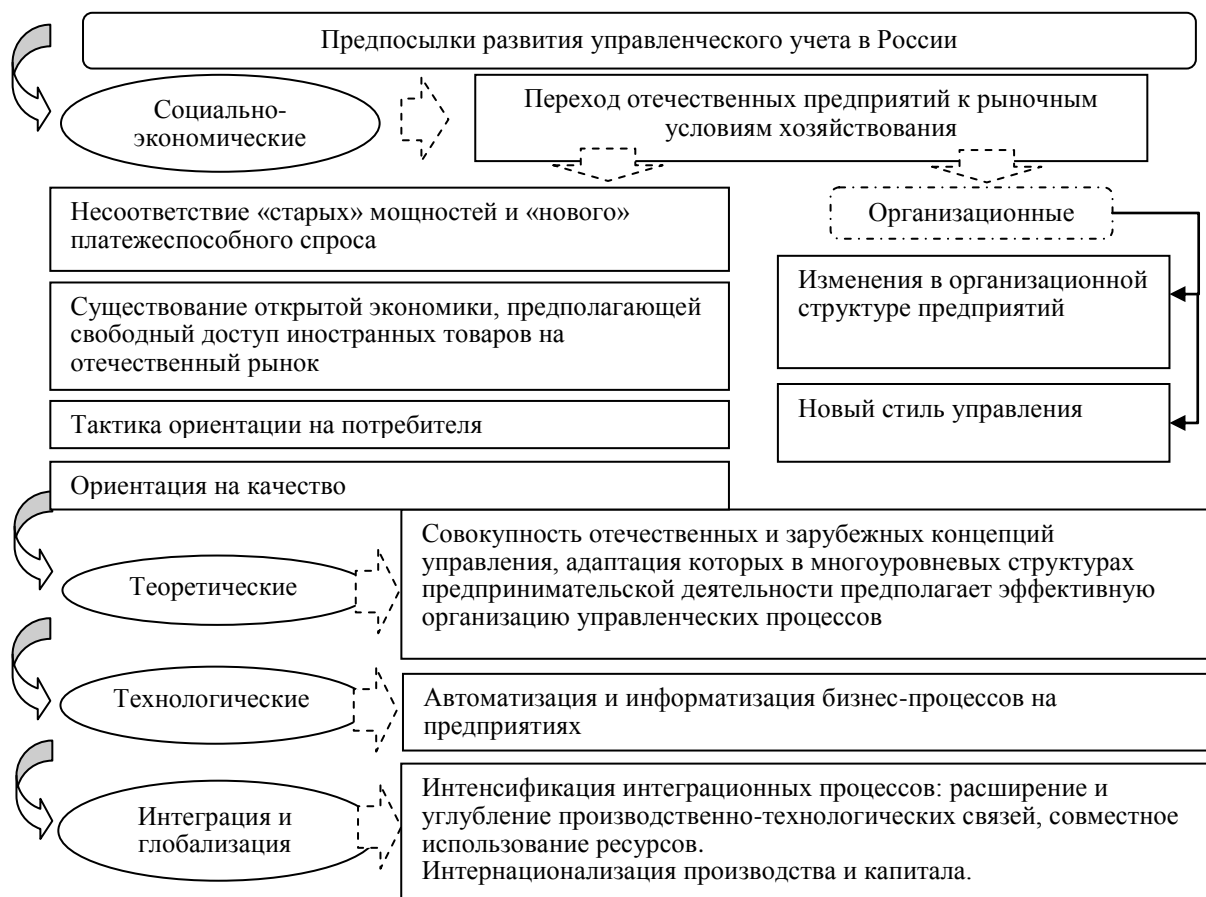 Предпосылки развития управленческого учета в России
Социально-
экономические
Переход отечественных предприятий к рыночным
условиям хозяйствования
Несоответствие «старых» мощностей и «нового»
платежеспособного спроса
Существование открытой экономики, предполагающей
свободный доступ иностранных товаров на
отечественный рынок
Тактика ориентации на потребителя
Ориентация на качество
Организационные
Изменения в организационной
структуре предприятий
Новый стиль управления
Теоретические
Совокупность отечественных и зарубежных концепций
управления, адаптация которых в многоуровневых структурах
предпринимательской деятельности предполагает эффективную
организацию управленческих процессов
Технологические
Автоматизация и информатизация бизнес-процессов на
предприятиях
Интеграция и
глобализация
Интенсификация интеграционных процессов: расширение и
углубление производственно-технологических связей, совместное
использование ресурсов.
Интернационализация производства и капитала.